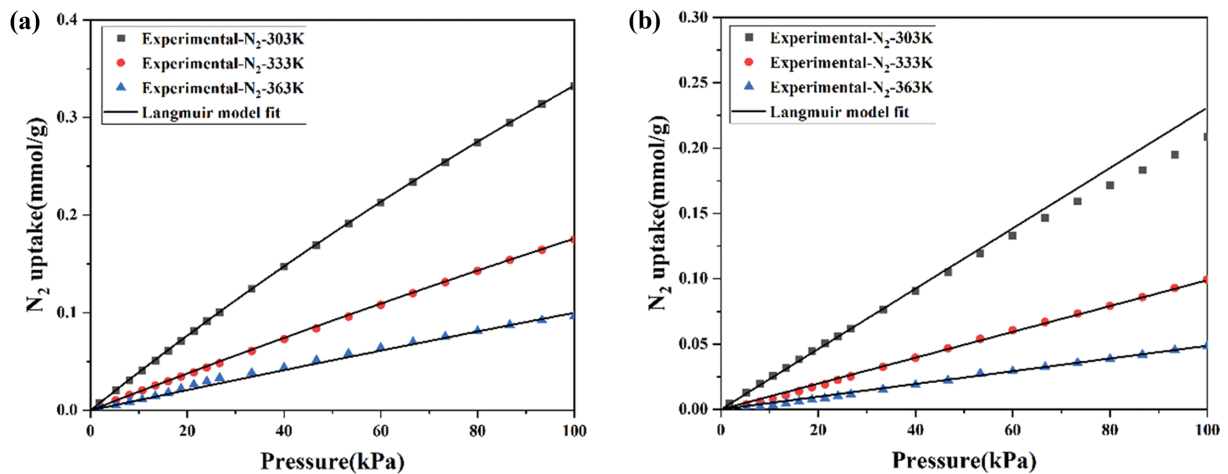 (a)
0.4
0.3
0.2
0.1
0.0
N₂ uptake(mmol/g)
Experimental-N₂-303K
Experimental-N₂-333K
Experimental-N₂-363K
Langmuir model fit
0 20 40 60 80 100
Pressure(kPa)
(b)
0.30
0.25
0.20
0.15
0.10
0.05
0.00
N₂ uptake(mmol/g)
Experimental-N₂-303K
Experimental-N₂-333K
Experimental-N₂-363K
Langmuir model fit
0 20 40 60 80 100
Pressure(kPa)